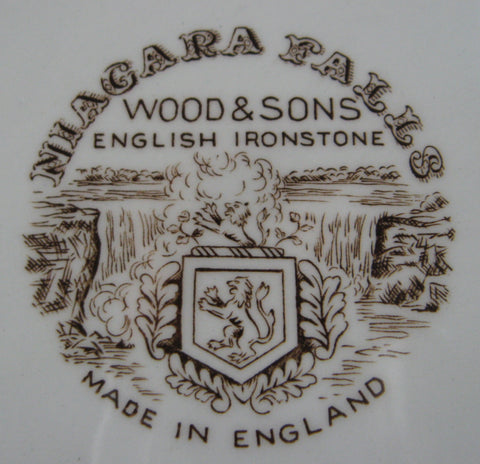 NIAGARA FALLS
WOOD & SONS
ENGLISH IRONSTONE
MADE IN ENGLAND